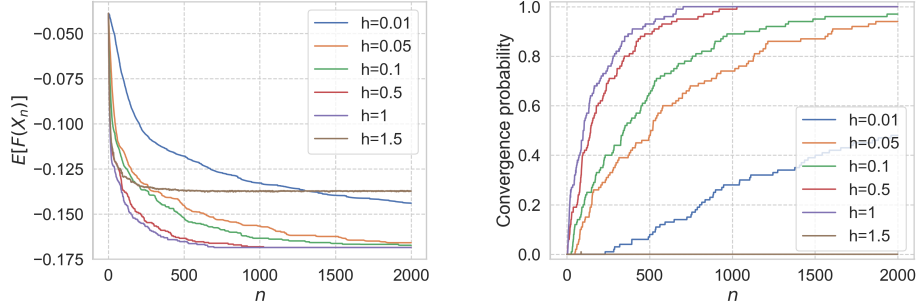 E[F(X_n)]
−0.050
−0.075
−0.100
−0.125
−0.150
−0.175
0 500 1000 1500 2000
n
h=0.01
h=0.05
h=0.1
h=0.5
h=1
h=1.5
Convergence probability
1.0
0.8
0.6
0.4
0.2
0.0
0 500 1000 1500 2000
n
h=0.01
h=0.05
h=0.1
h=0.5
h=1
h=1.5